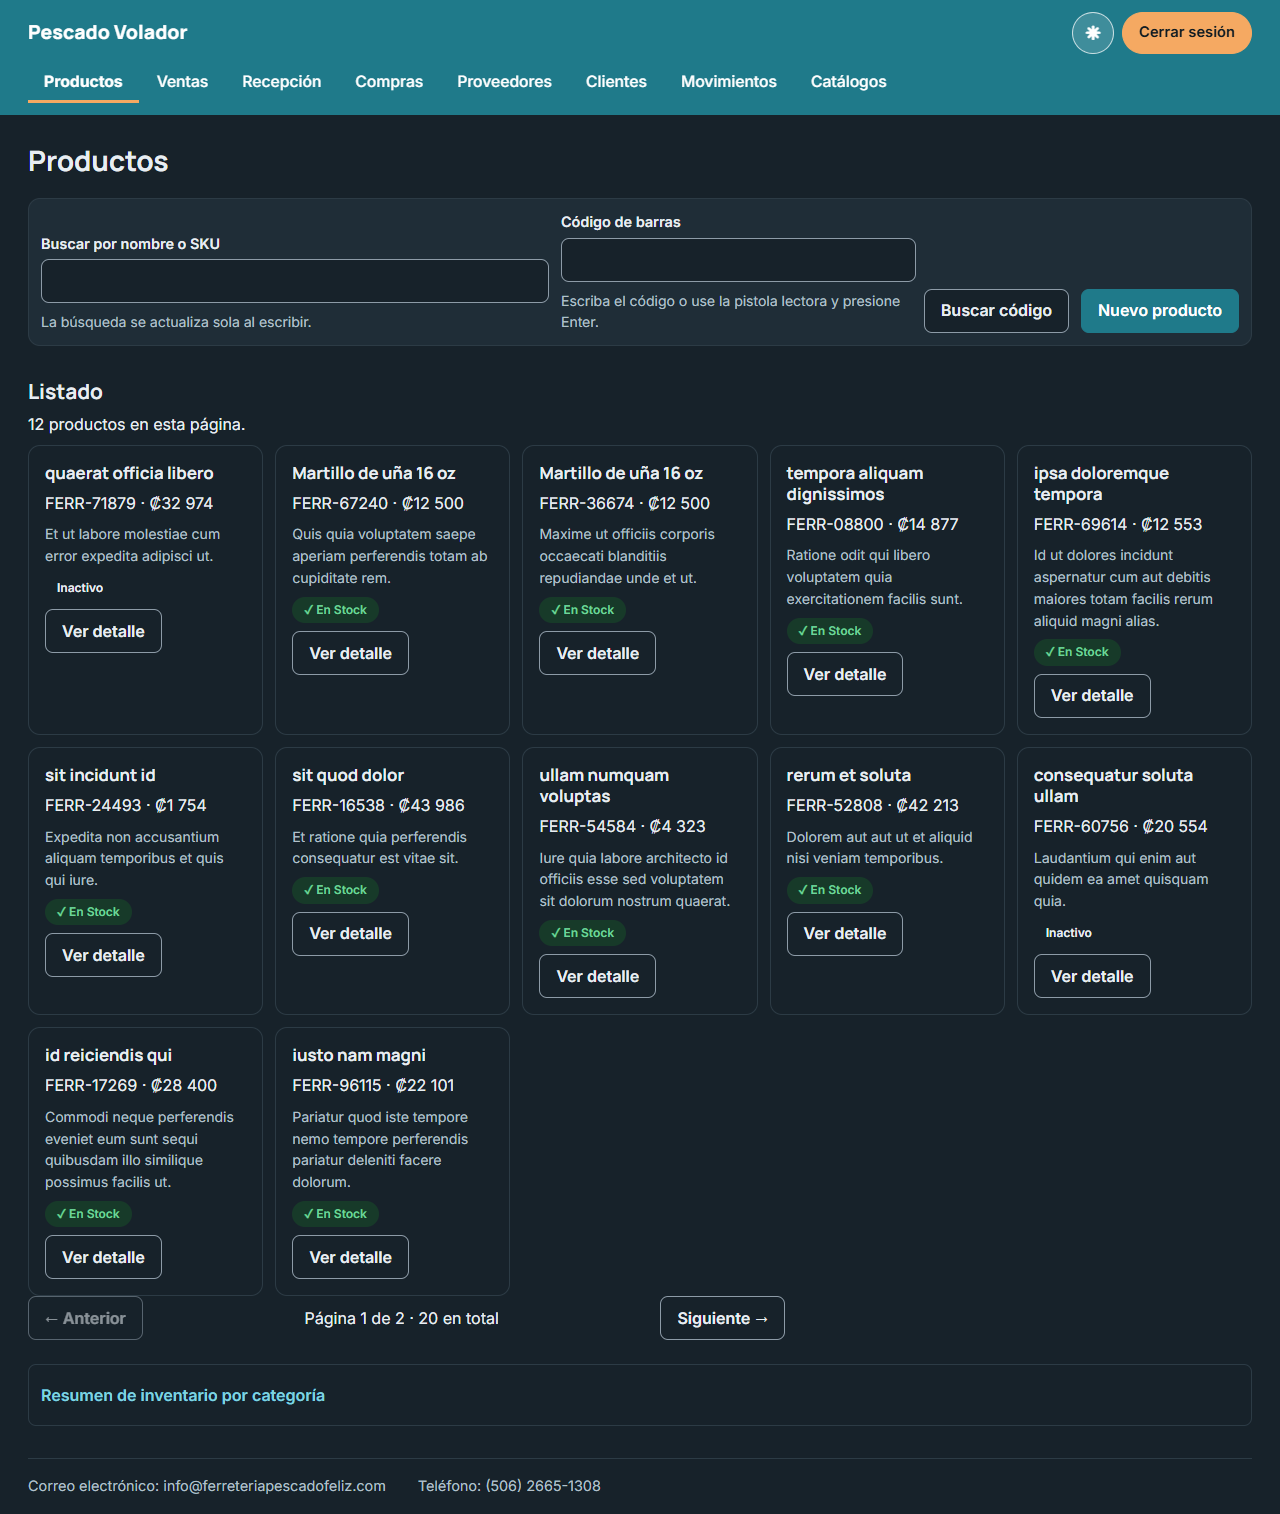 Pescado Volador
Cerrar sesión
Productos Ventas Recepción Compras Proveedores Clientes Movimientos Catálogos
Productos
Buscar por nombre o SKU
La búsqueda se actualiza sola al escribir.
Código de barras
Escriba el código o use la pistola lectora y presione
Enter.
Buscar código
Nuevo producto
Listado
12 productos en esta página.
quaerat officia libero
FERR-71879 · ₡32 974
Et ut labore molestiae cum
error expedita adipisci ut.
Inactivo
Ver detalle
Martillo de uña 16 oz
FERR-67240 · ₡12 500
Quis quia voluptatem saepe
aperiam perferendis totam ab
cupiditate rem.
✓ En Stock
Ver detalle
Martillo de uña 16 oz
FERR-36674 · ₡12 500
Maxime ut officiis corporis
occaecati blanditiis
repudiandae unde et ut.
✓ En Stock
Ver detalle
tempora aliquam
dignissimos
FERR-08800 · ₡14 877
Ratione odit qui libero
voluptatem quia
exercitationem facilis sunt.
✓ En Stock
Ver detalle
ipsa doloremque
tempora
FERR-69614 · ₡12 553
Id ut dolores incidunt
aspernatur cum aut debitis
maiores totam facilis rerum
aliquid magni alias.
✓ En Stock
Ver detalle
sit incidunt id
FERR-24493 · ₡1 754
Expedita non accusantium
aliquam temporibus et quis
qui iure.
✓ En Stock
Ver detalle
sit quod dolor
FERR-16538 · ₡43 986
Et ratione quia perferendis
consequatur est vitae sit.
✓ En Stock
Ver detalle
ullam numquam
voluptas
FERR-54584 · ₡4 323
Iure quia labore architecto id
officiis esse sed voluptatem
sit dolorum nostrum quaerat.
✓ En Stock
Ver detalle
rerum et soluta
FERR-52808 · ₡42 213
Dolorem aut aut ut et aliquid
nisi veniam temporibus.
✓ En Stock
Ver detalle
consequatur soluta
ullam
FERR-60756 · ₡20 554
Laudantium qui enim aut
quidem ea amet quisquam
quia.
Inactivo
Ver detalle
id reiciendis qui
FERR-17269 · ₡28 400
Commodi neque perferendis
eveniet eum sunt sequi
quibusdam illo similique
possimus facilis ut.
✓ En Stock
Ver detalle
iusto nam magni
FERR-96115 · ₡22 101
Pariatur quod iste tempore
nemo tempore perferendis
pariatur deleniti facere
dolorum.
✓ En Stock
Ver detalle
← Anterior
Página 1 de 2 · 20 en total
Siguiente →
Resumen de inventario por categoría
Correo electrónico: info@ferreteriapescadofeliz.com Teléfono: (506) 2665-1308